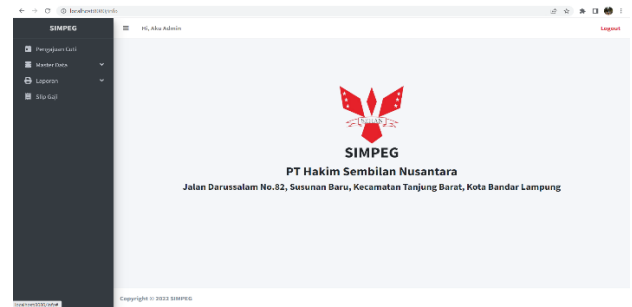 SIMPEG
Hi, Aku Admin
Logout
Pengajuan Cuti
Master Data
Laporan
Slip Gaji
SIMPEG
PT Hakim Sembilan Nusantara
Jalan Darussalam No.82, Susunan Baru, Kecamatan Tanjung Barat, Kota Bandar Lampung
Copyright © 2023 SIMPEG